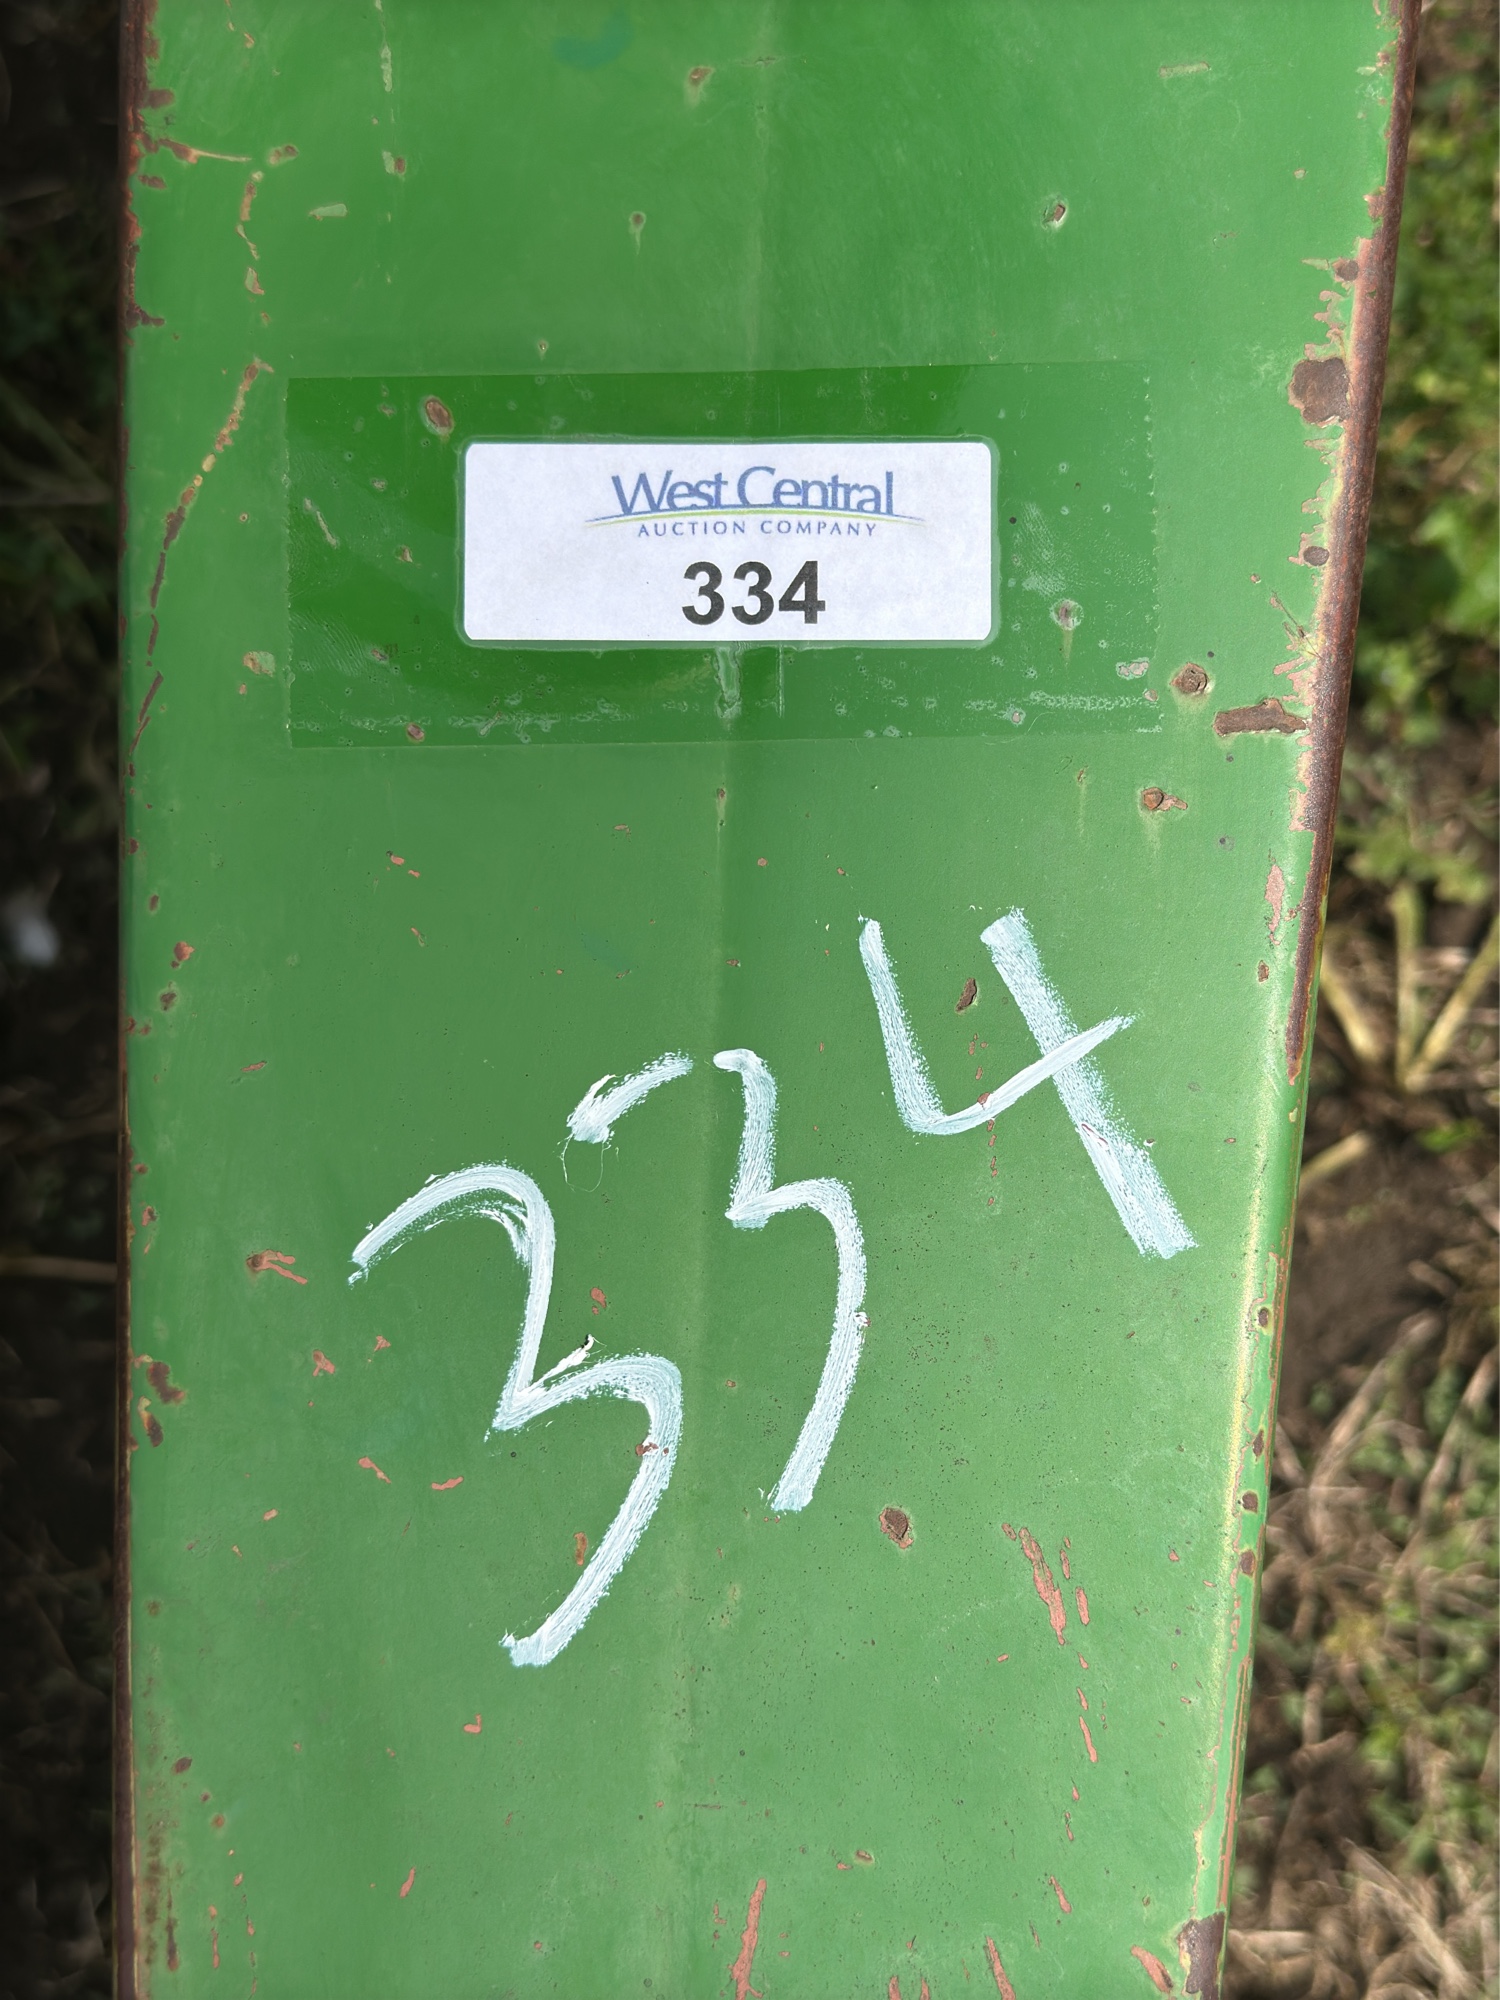 West Central
AUCTION COMPANY
334
334